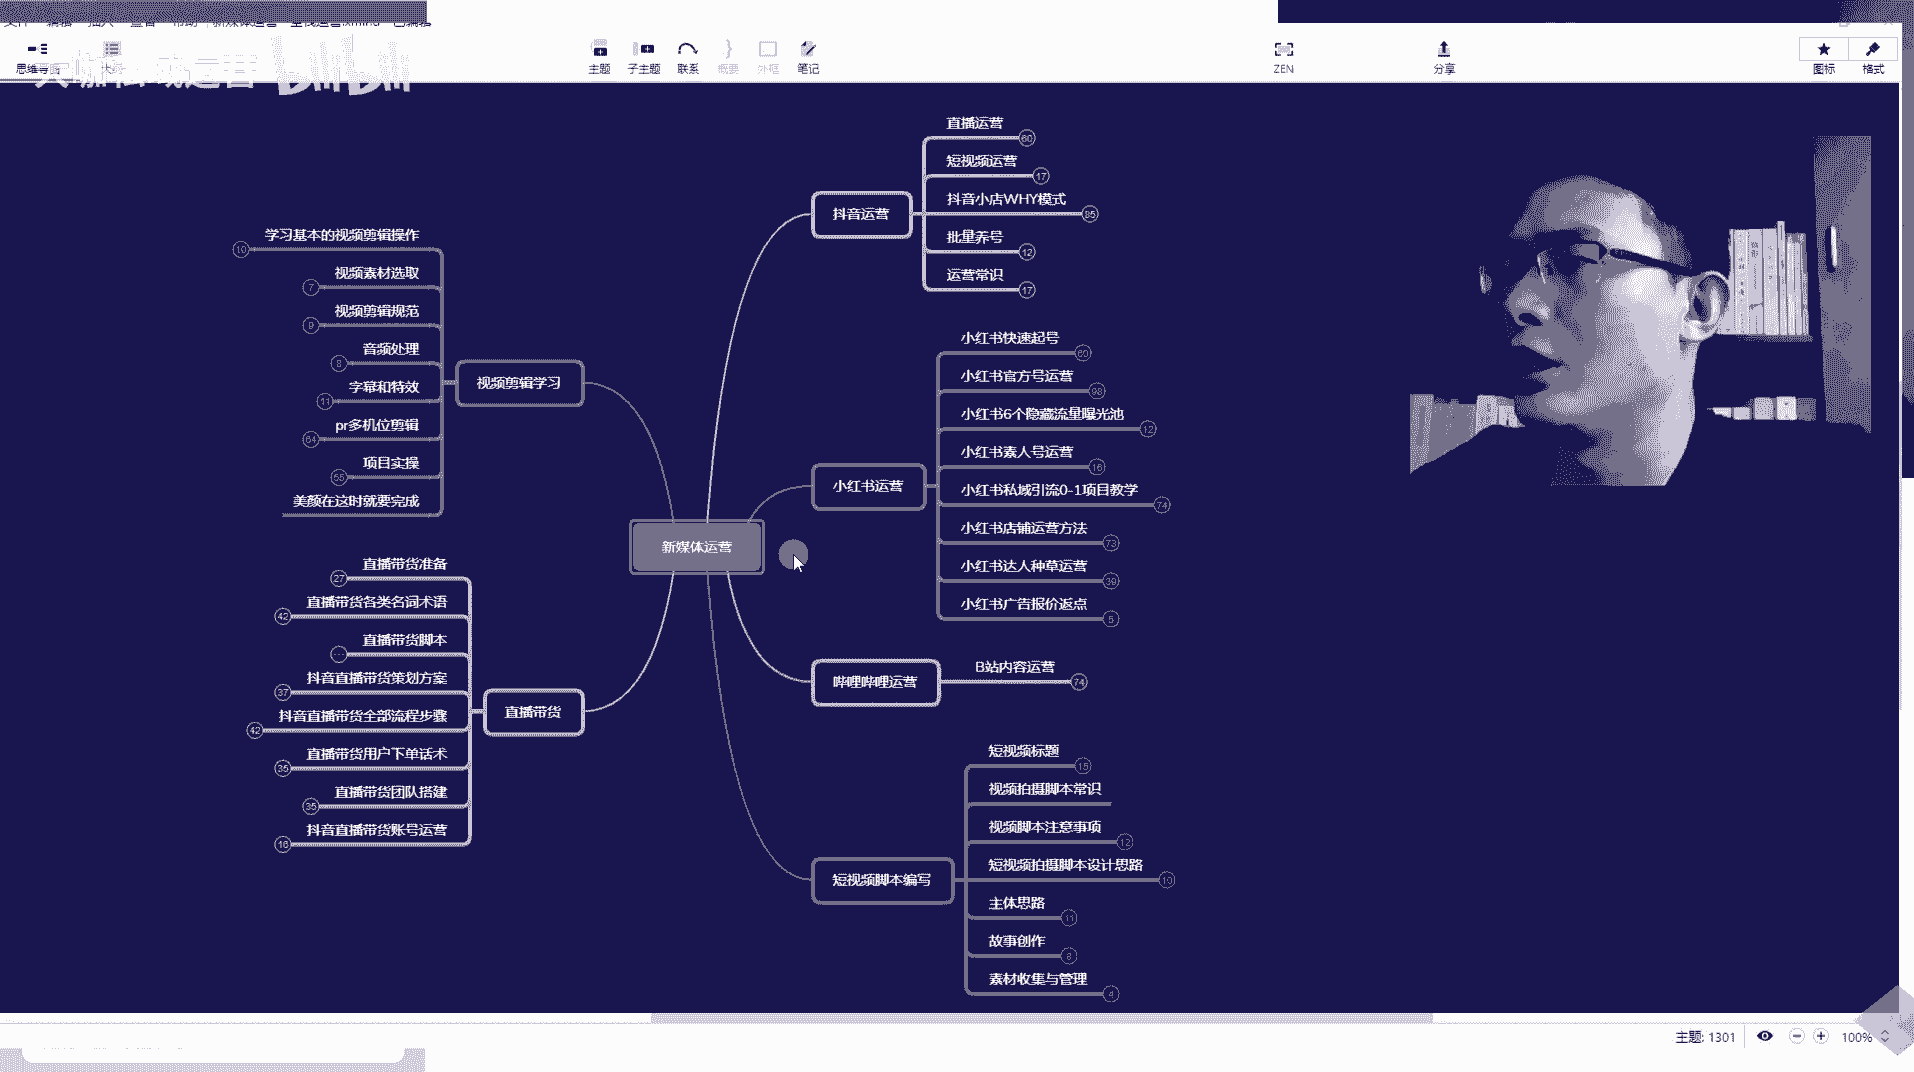 思维导图
主题
子主题
联系
概要
外框
笔记
ZEN
分享
图标
格式
新媒体运营
抖音运营
直播运营
60
短视频运营
17
抖音小店WHY模式
95
批量养号
12
运营常识
17
小红书运营
小红书快速起号
60
小红书官方号运营
98
小红书6个隐藏流量曝光池
12
小红书素人号运营
16
小红书私域引流0-1项目教学
74
小红书店铺运营方法
73
小红书达人种草运营
39
小红书广告报价返点
5
哔哩哔哩运营
B站内容运营
74
短视频脚本编写
短视频标题
15
视频拍摄脚本常识
视频脚本注意事项
12
短视频拍摄脚本设计思路
10
主体思路
11
故事创作
8
素材收集与管理
4
视频剪辑学习
学习基本的视频剪辑操作
10
视频素材选取
7
视频剪辑规范
9
音频处理
8
字幕和特效
11
pr多机位剪辑
64
项目实操
55
美颜在这时就要完成
直播带货
直播带货准备
27
直播带货各类名词术语
42
直播带货脚本
直播带货策划方案
37
抖音直播带货全部流程步骤
42
直播带货用户下单话术
35
直播带货团队搭建
35
抖音直播带货账号运营
16
主题: 1301
100%